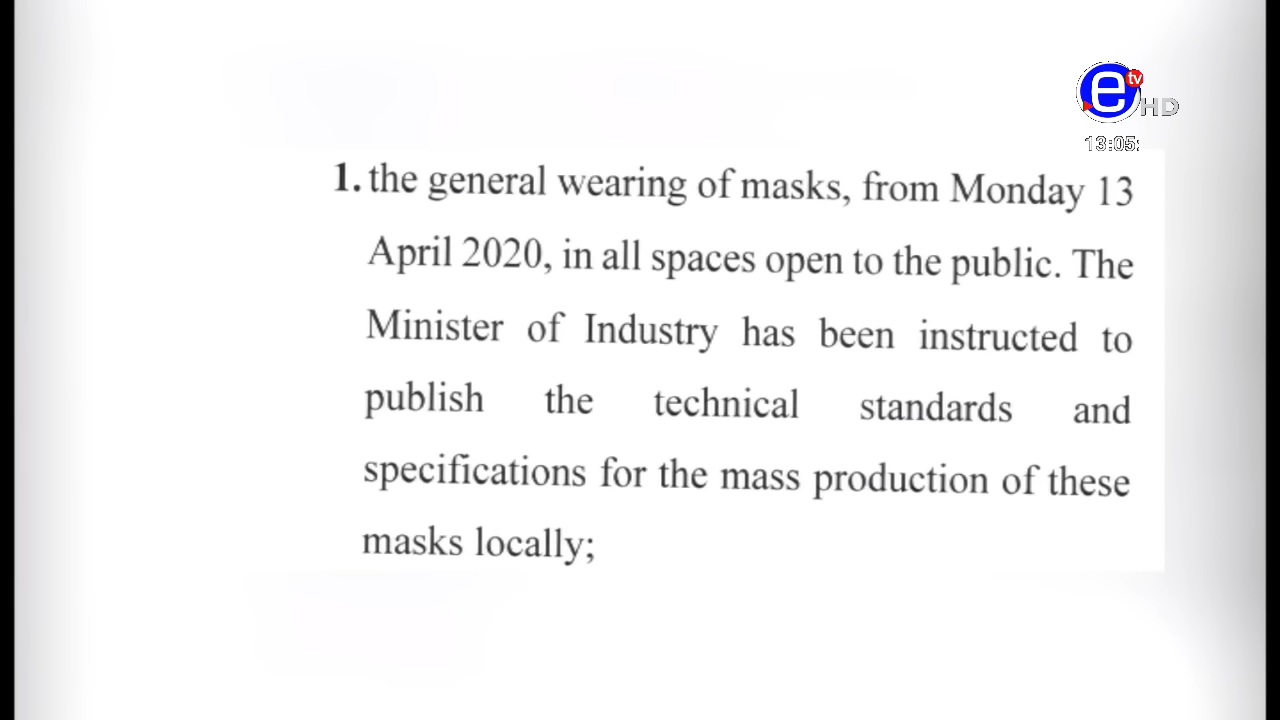 e tv
HD
13:05:
1. the general wearing of masks, from Monday 13
April 2020, in all spaces open to the public. The
Minister of Industry has been instructed to
publish the technical standards and
specifications for the mass production of these
masks locally;